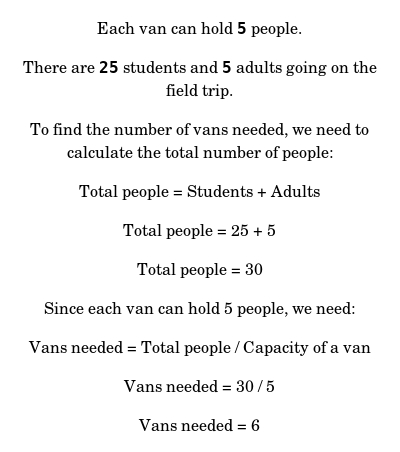 Each van can hold 5 people.
There are 25 students and 5 adults going on the
field trip.
To find the number of vans needed, we need to
calculate the total number of people:
Total people = Students + Adults
Total people = 25 + 5
Total people = 30
Since each van can hold 5 people, we need:
Vans needed = Total people / Capacity of a van
Vans needed = 30 / 5
Vans needed = 6